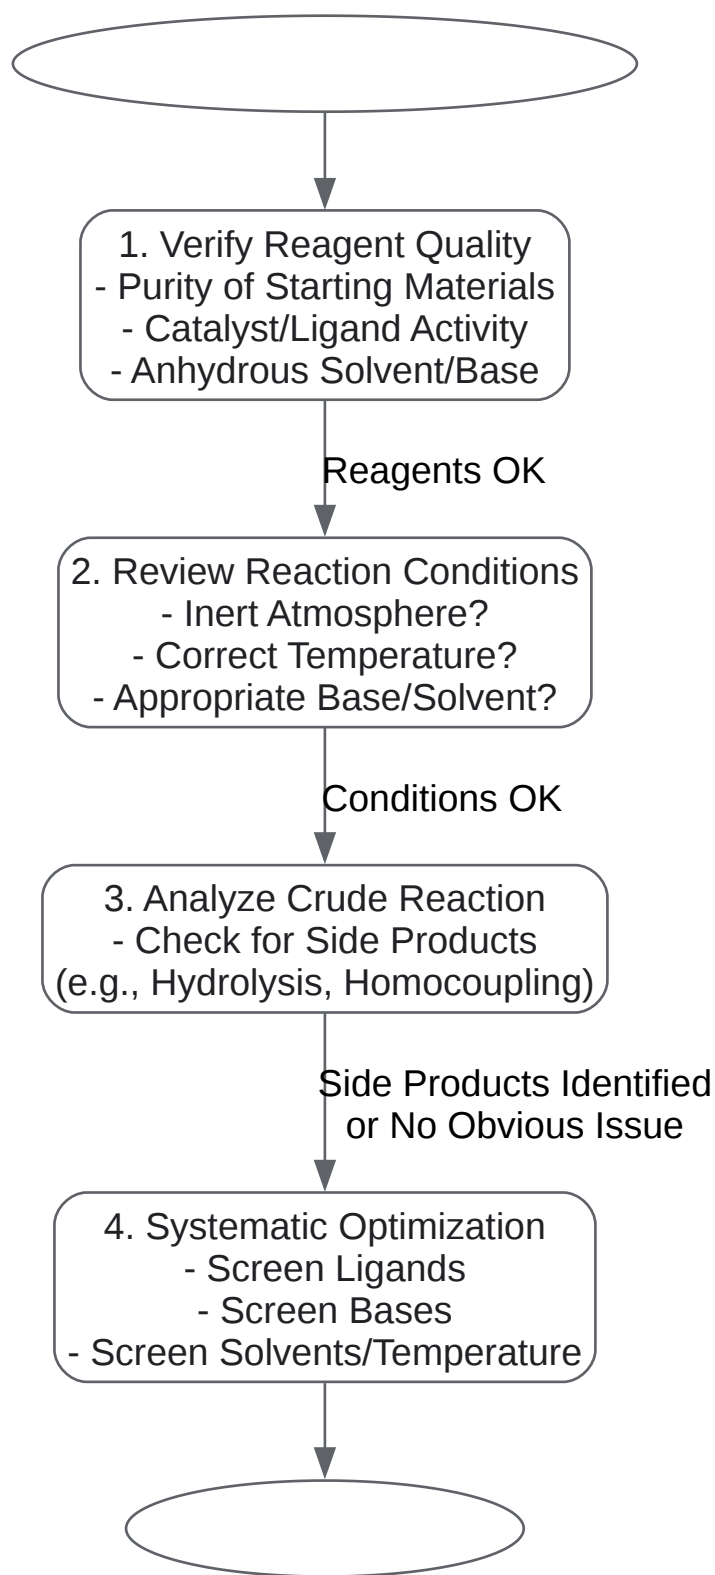 1. Verify Reagent Quality
- Purity of Starting Materials
- Catalyst/Ligand Activity
- Anhydrous Solvent/Base
Reagents OK
2. Review Reaction Conditions
- Inert Atmosphere?
- Correct Temperature?
- Appropriate Base/Solvent?
Conditions OK
3. Analyze Crude Reaction
- Check for Side Products
(e.g., Hydrolysis, Homocoupling)
Side Products Identified
or No Obvious Issue
4. Systematic Optimization
- Screen Ligands
- Screen Bases
- Screen Solvents/Temperature